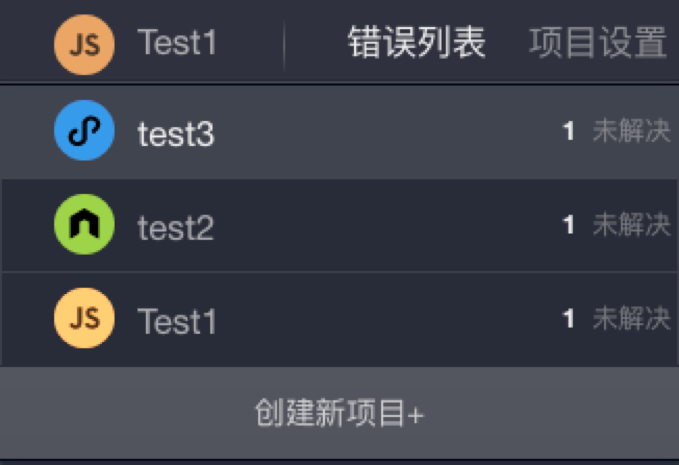 JS Test1 错误列表 项目设置
test3 1 未解决
test2 1 未解决
JS Test1 1 未解决
创建新项目+